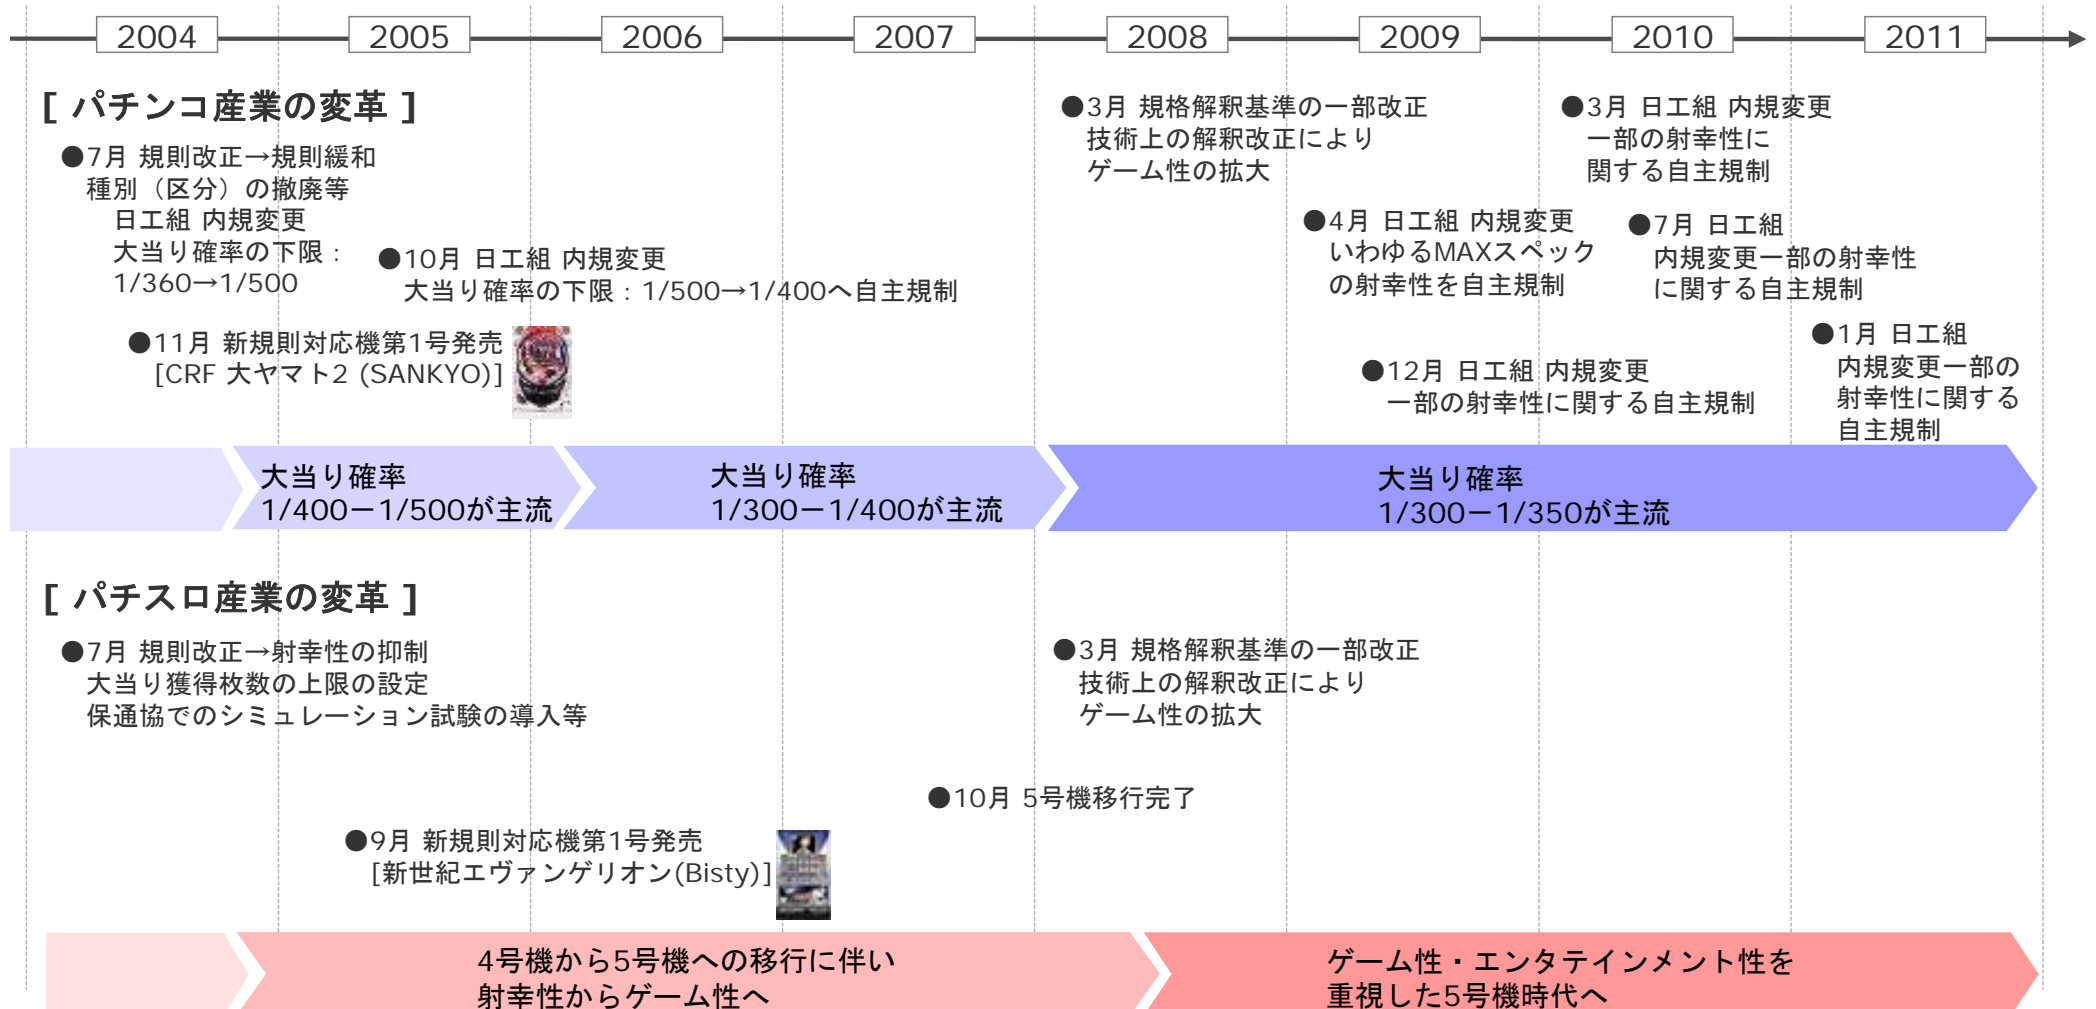 2004
2005
2006
2007
2008
2009
2010
2011
[ パチンコ産業の変革 ]
●7月 規則改正→規則緩和
種別（区分）の撤廃等
日工組 内規変更
大当り確率の下限：
1/360→1/500
●10月 日工組 内規変更
大当り確率の下限：1/500→1/400へ自主規制
●11月 新規則対応機第1号発売
[CRF 大ヤマト2 (SANKYO)]
●3月 規格解釈基準の一部改正
技術上の解釈改正により
ゲーム性の拡大
●4月 日工組 内規変更
いわゆるMAXスペック
の射幸性を自主規制
●12月 日工組 内規変更
一部の射幸性に関する自主規制
●3月 日工組 内規変更
一部の射幸性に
関する自主規制
●7月 日工組
内規変更一部の射幸性
に関する自主規制
●1月 日工組
内規変更一部の
射幸性に関する
自主規制
大当り確率
1/400－1/500が主流
大当り確率
1/300－1/400が主流
大当り確率
1/300－1/350が主流
[ パチスロ産業の変革 ]
●7月 規則改正→射幸性の抑制
大当り獲得枚数の上限の設定
保通協でのシミュレーション試験の導入等
●9月 新規則対応機第1号発売
[新世紀エヴァンゲリオン(Bisty)]
●10月 5号機移行完了
●3月 規格解釈基準の一部改正
技術上の解釈改正により
ゲーム性の拡大
4号機から5号機への移行に伴い
射幸性からゲーム性へ
ゲーム性・エンタテインメント性を
重視した5号機時代へ